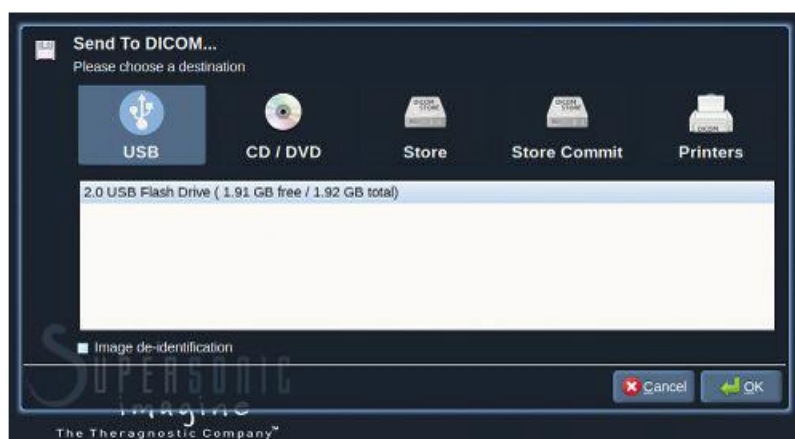 Send To DICOM...
Please choose a destination
USB CD / DVD Store Store Commit Printers
2.0 USB Flash Drive ( 1.91 GB free / 1.92 GB total)
Image de-identification
SUPERSONIC
imagine
Cancel OK
The Theragnostic Company™